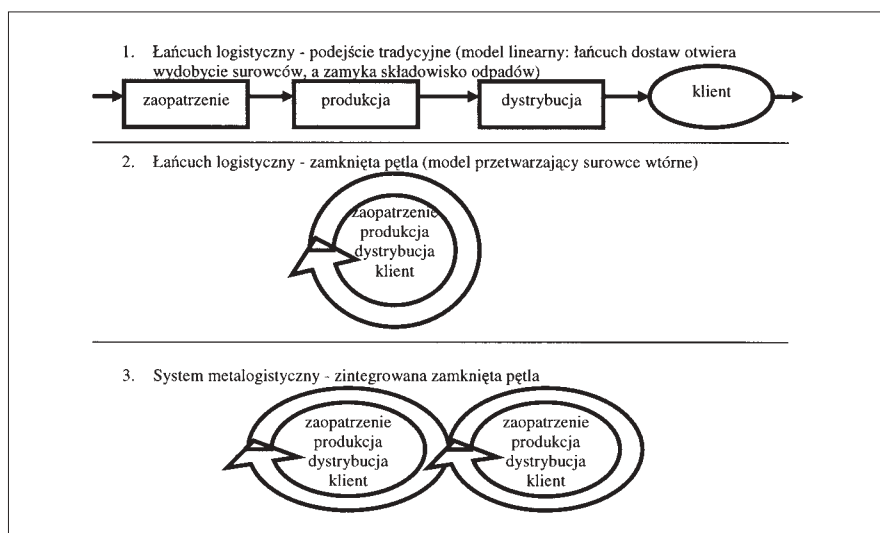 1. Łańcuch logistyczny - podejście tradycyjne (model linearny: łańcuch dostaw otwiera
wydobycie surowców, a zamyka składowisko odpadów)
zaopatrzenie produkcja dystrybucja klient
2. Łańcuch logistyczny - zamknięta pętla (model przetwarzający surowce wtórne)
zaopatrzenie
produkcja
dystrybucja
klient
3. System metalogistyczny - zintegrowana zamknięta pętla
zaopatrzenie zaopatrzenie
produkcja produkcja
dystrybucja dystrybucja
klient klient